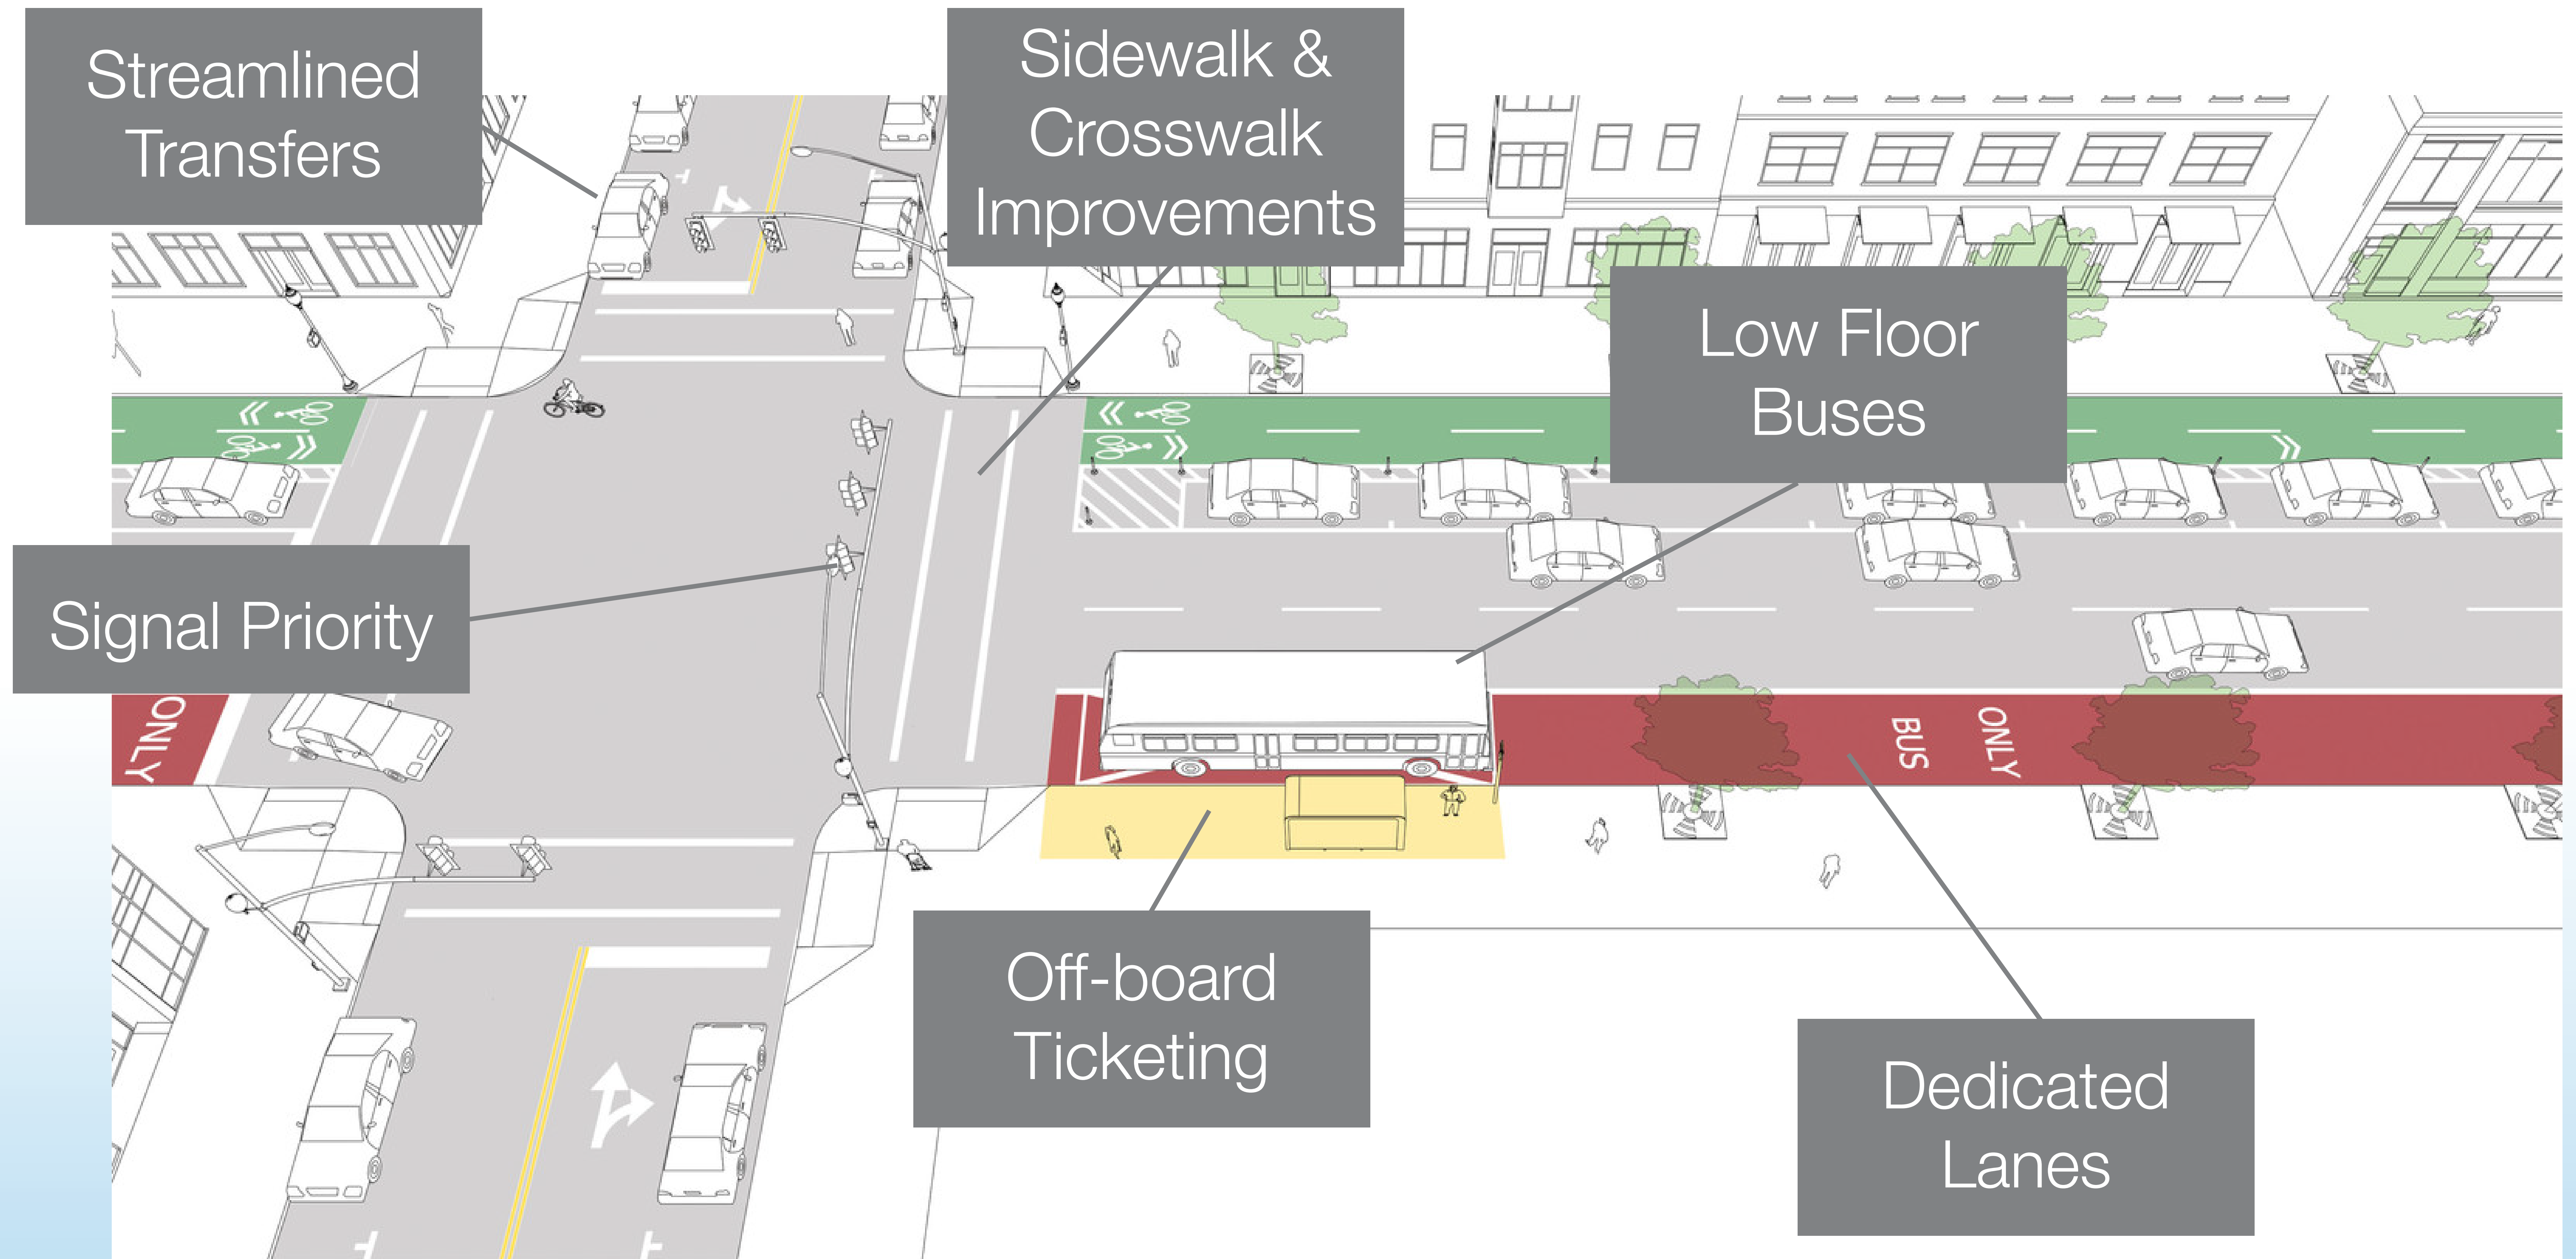 Streamlined
Transfers
Sidewalk &
Crosswalk
Improvements
Low Floor
Buses
Signal Priority
ONLY
BUS
ONLY
Off-board
Ticketing
Dedicated
Lanes